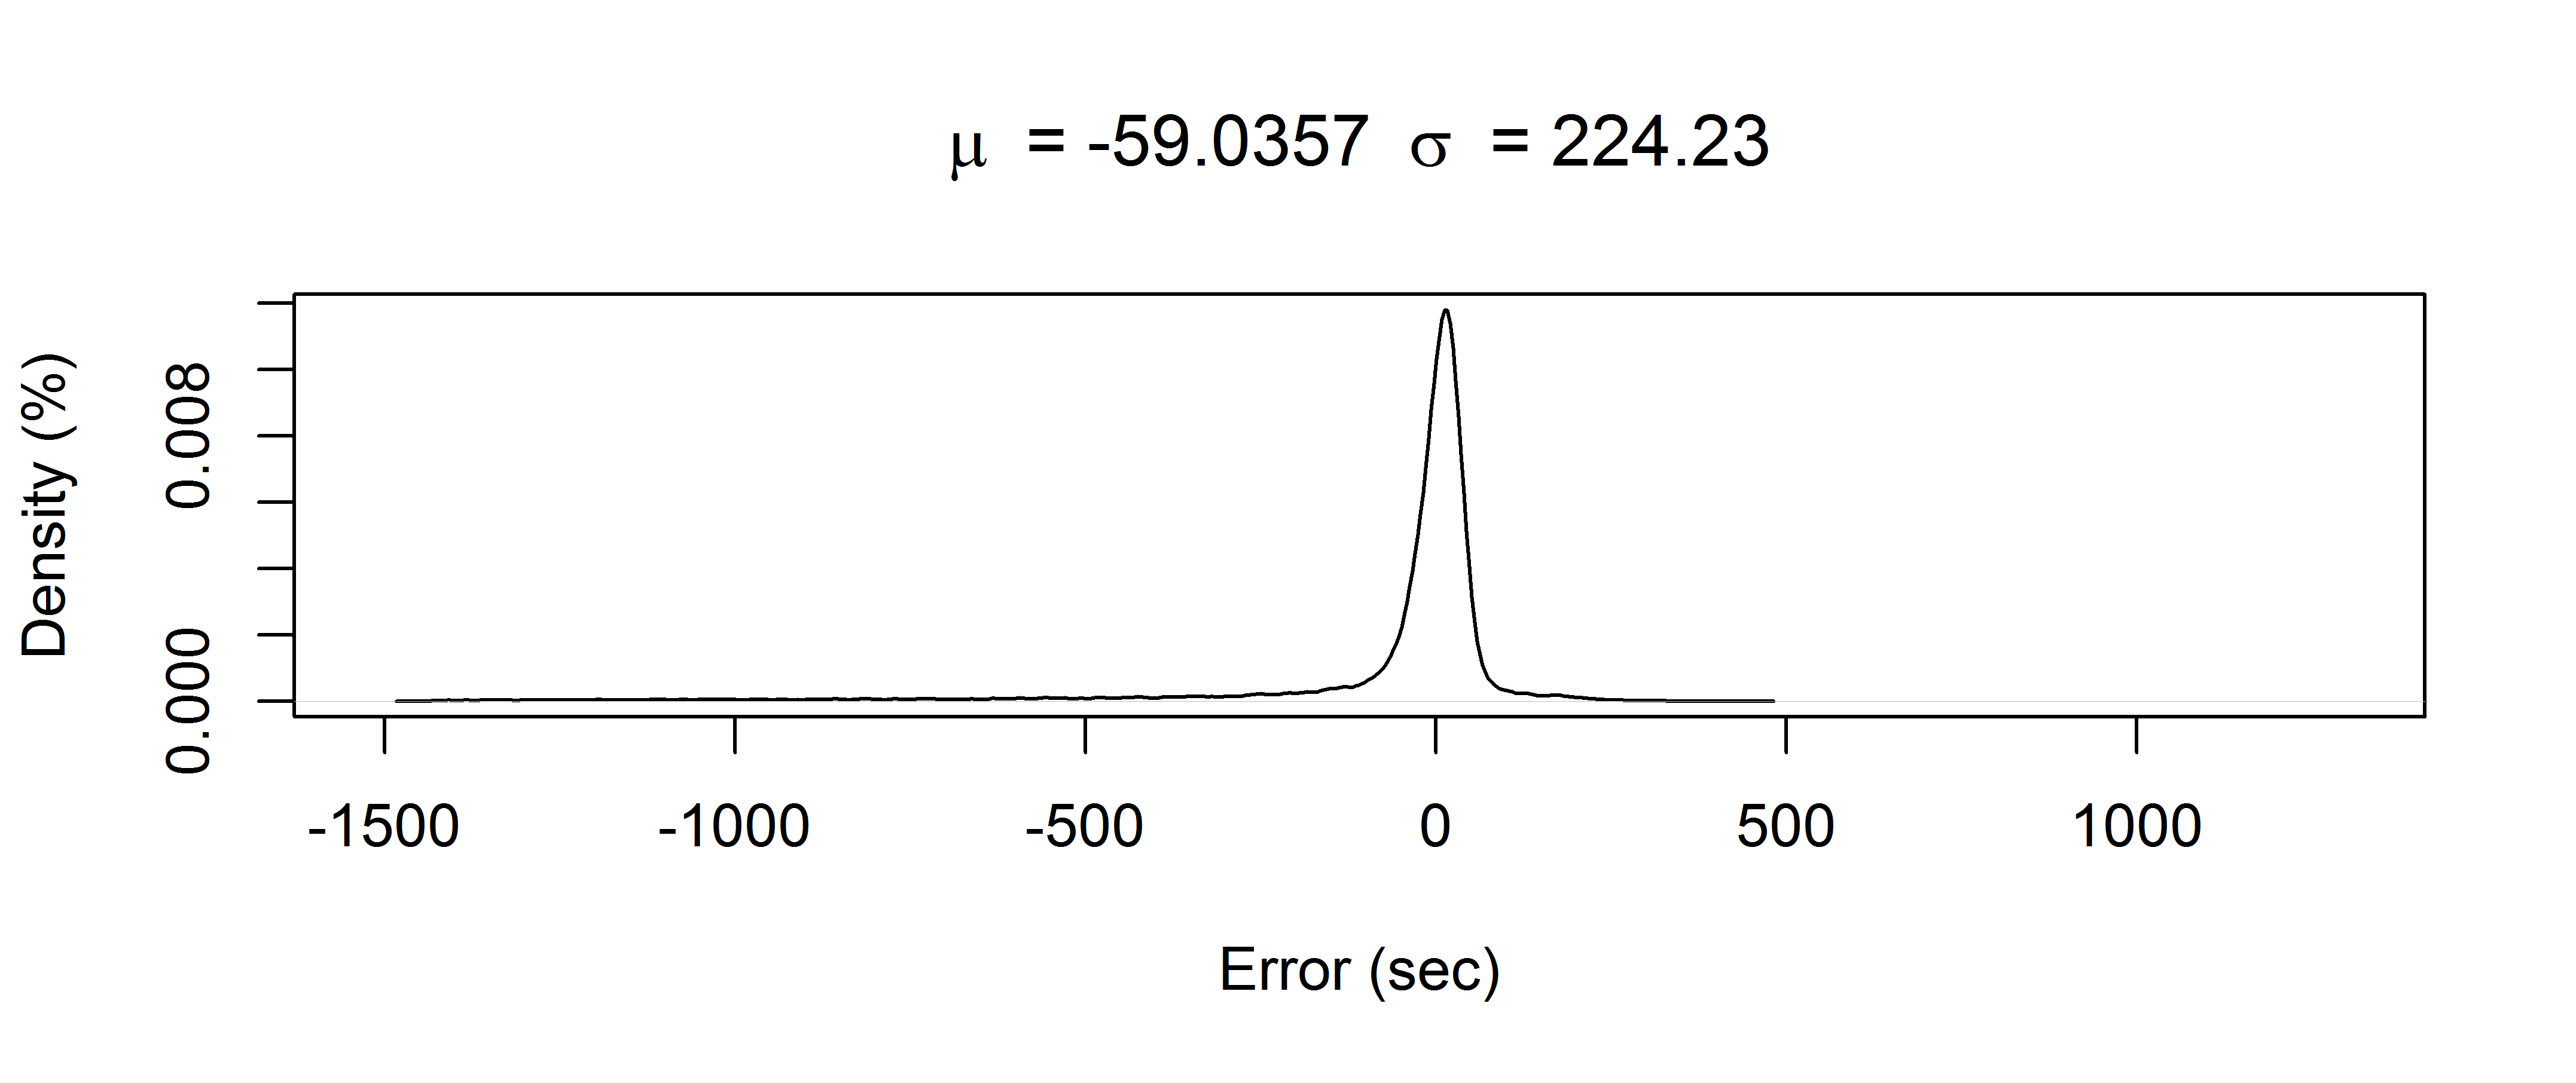 μ = -59.0357 σ = 224.23
Density (%)
0.008
0.000
-1500 -1000 -500 0 500 1000
Error (sec)